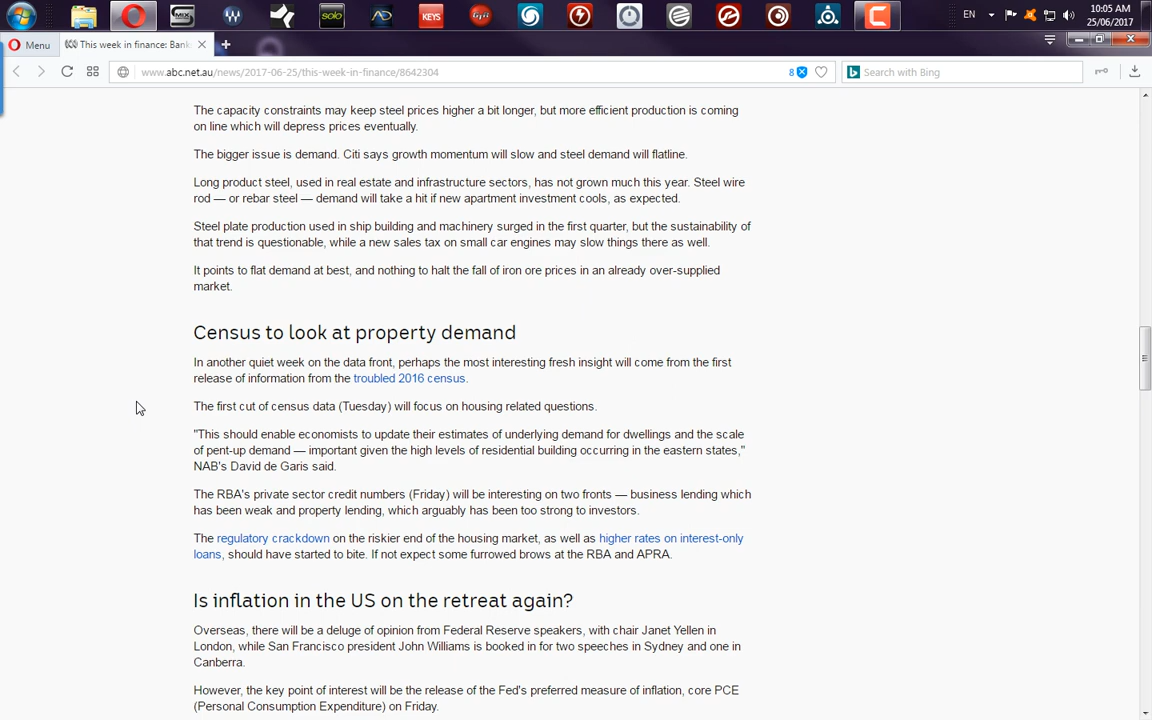 SMix
solo
AD
KEYS
EN
10:05 AM
25/06/2017
Menu
This week in finance: Bank
www.abc.net.au/news/2017-06-25/this-week-in-finance/8642304
8
Search with Bing
The capacity constraints may keep steel prices higher a bit longer, but more efficient production is coming
on line which will depress prices eventually.
The bigger issue is demand. Citi says growth momentum will slow and steel demand will flatline.
Long product steel, used in real estate and infrastructure sectors, has not grown much this year. Steel wire
rod — or rebar steel — demand will take a hit if new apartment investment cools, as expected.
Steel plate production used in ship building and machinery surged in the first quarter, but the sustainability of
that trend is questionable, while a new sales tax on small car engines may slow things there as well.
It points to flat demand at best, and nothing to halt the fall of iron ore prices in an already over-supplied
market.
Census to look at property demand
In another quiet week on the data front, perhaps the most interesting fresh insight will come from the first
release of information from the troubled 2016 census.
The first cut of census data (Tuesday) will focus on housing related questions.
"This should enable economists to update their estimates of underlying demand for dwellings and the scale
of pent-up demand — important given the high levels of residential building occurring in the eastern states,"
NAB's David de Garis said.
The RBA's private sector credit numbers (Friday) will be interesting on two fronts — business lending which
has been weak and property lending, which arguably has been too strong to investors.
The regulatory crackdown on the riskier end of the housing market, as well as higher rates on interest-only
loans, should have started to bite. If not expect some furrowed brows at the RBA and APRA.
Is inflation in the US on the retreat again?
Overseas, there will be a deluge of opinion from Federal Reserve speakers, with chair Janet Yellen in
London, while San Francisco president John Williams is booked in for two speeches in Sydney and one in
Canberra.
However, the key point of interest will be the release of the Fed's preferred measure of inflation, core PCE
(Personal Consumption Expenditure) on Friday.